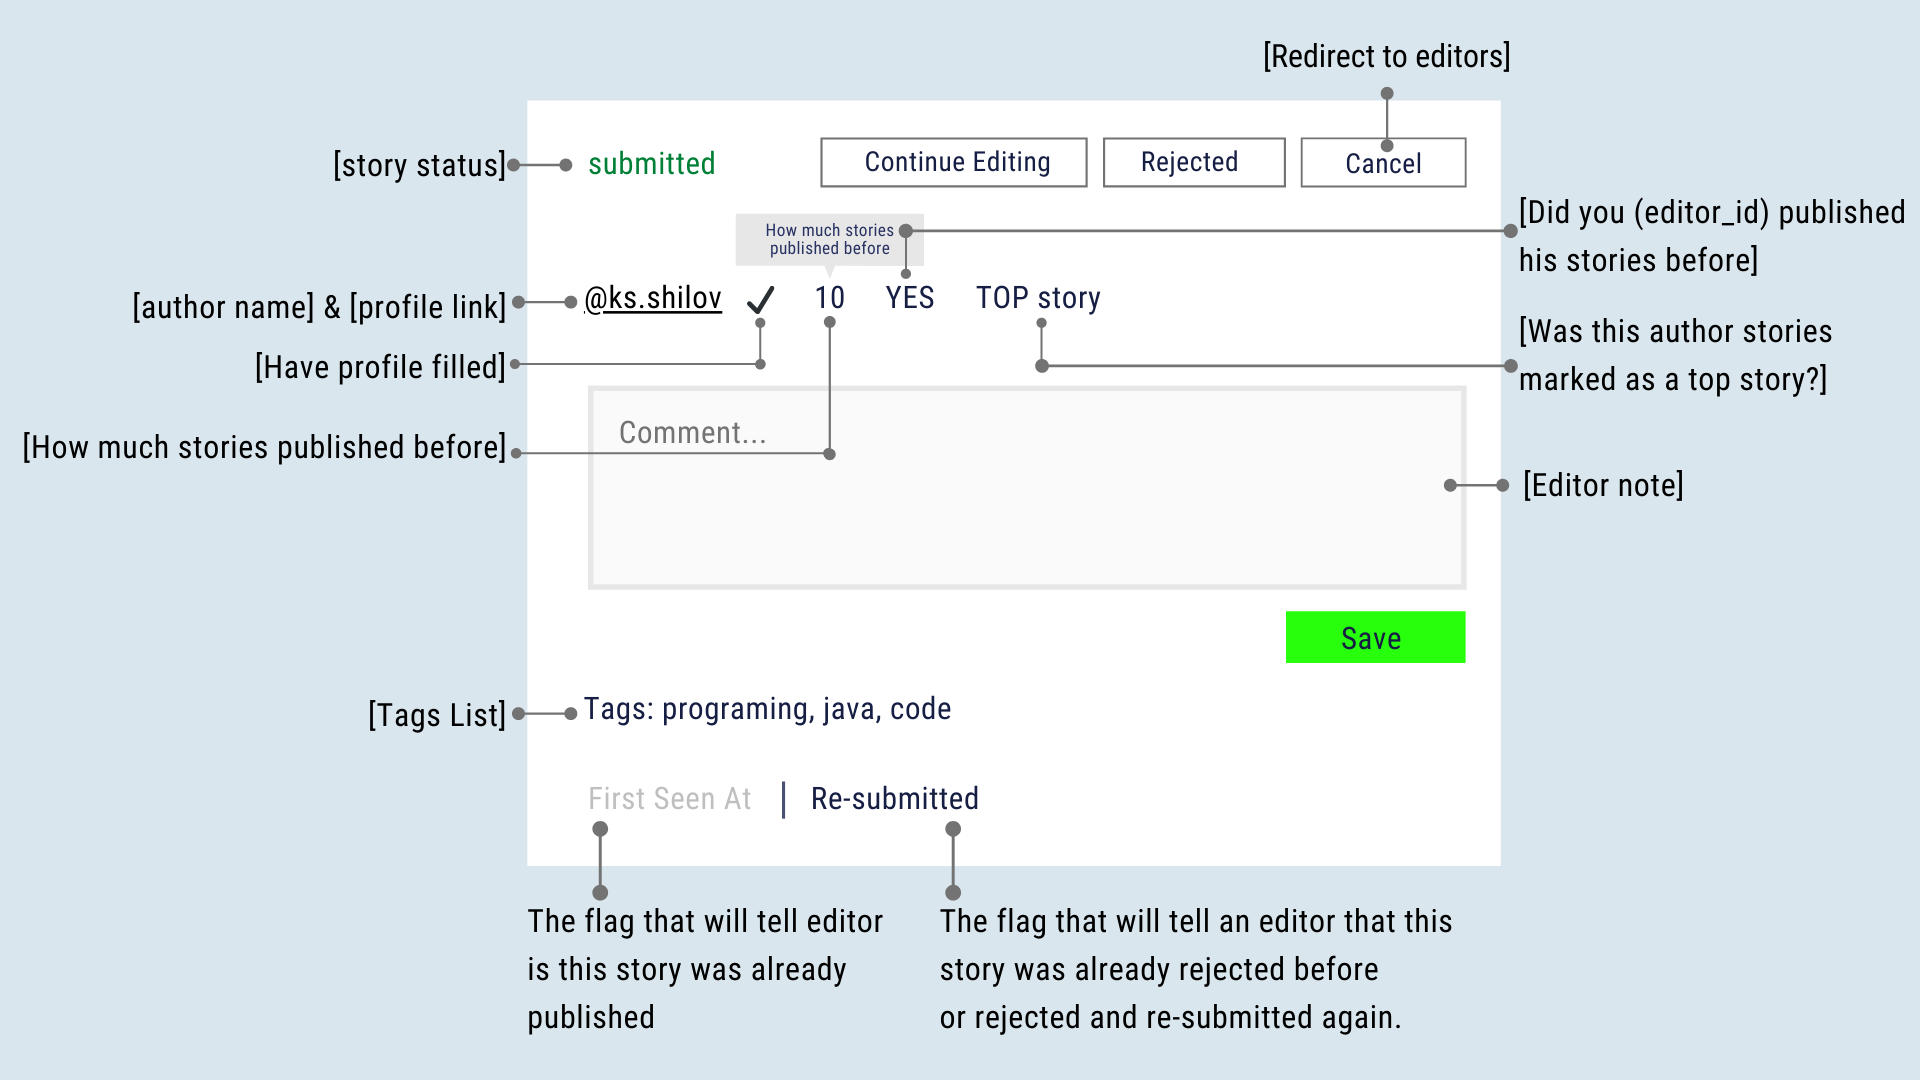 [Redirect to editors]
[story status]
submitted
Continue Editing
Rejected
Cancel
[Did you (editor_id) published
his stories before]
How much stories
published before
[author name] & [profile link]
@ks.shilov
10
YES
TOP story
[Was this author stories
marked as a top story?]
[Have profile filled]
[How much stories published before]
Comment...
[Editor note]
Save
[Tags List]
Tags: programing, java, code
First Seen At
Re-submitted
The flag that will tell editor
is this story was already
published
The flag that will tell an editor that this
story was already rejected before
or rejected and re-submitted again.